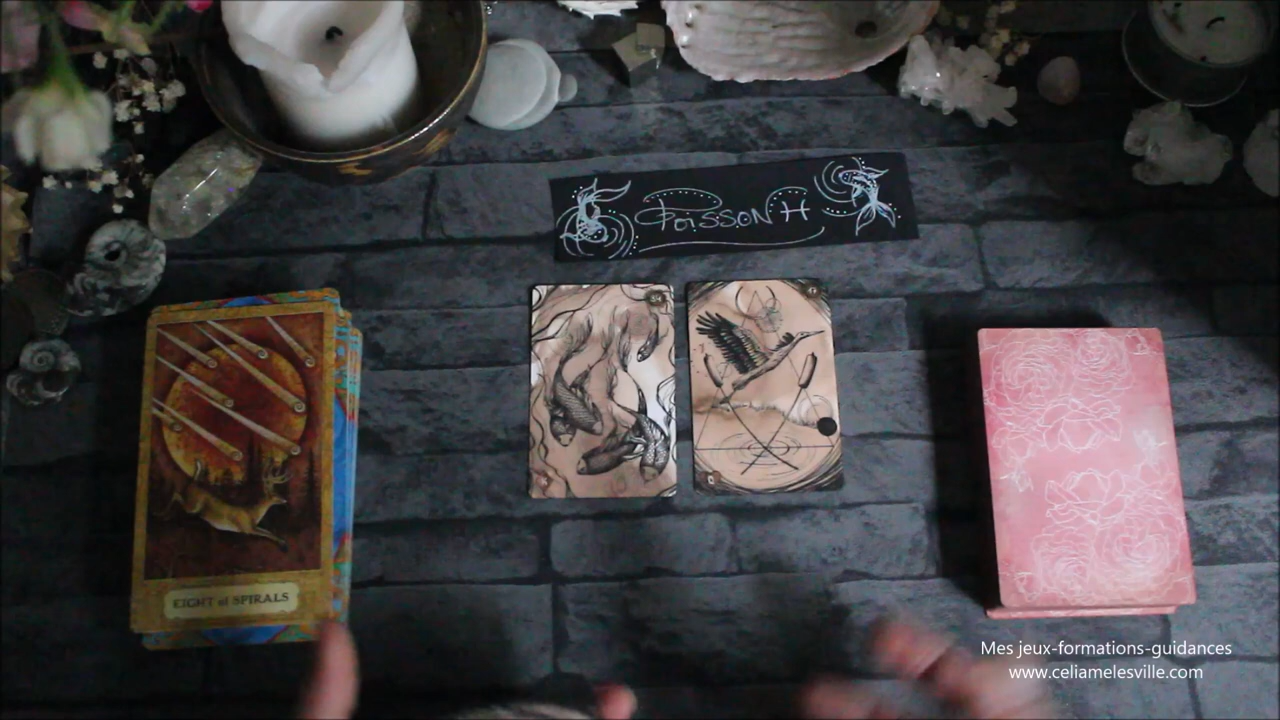 POISSON H
EIGHT of SPIRALS
Mes jeux-formations-guidances
www.celiamelesville.com